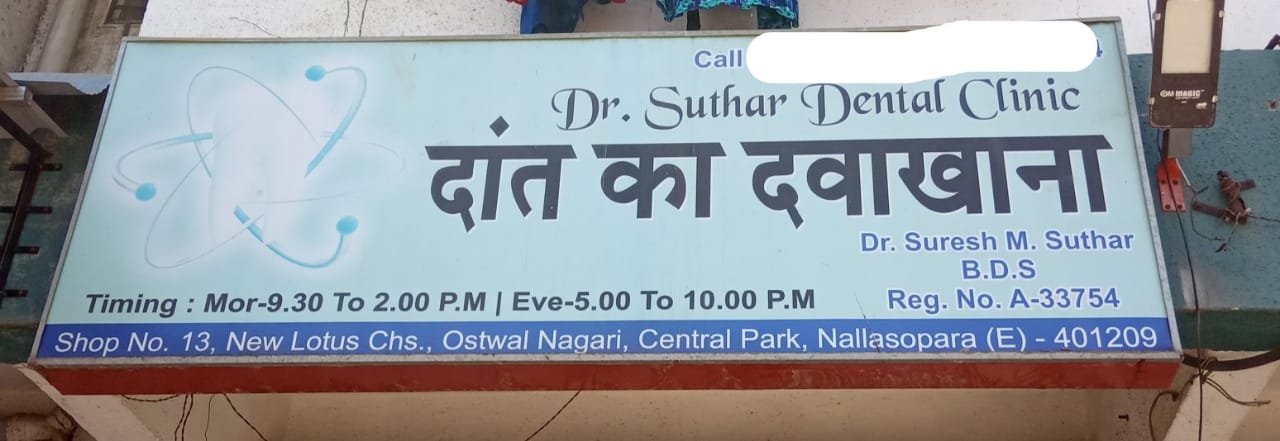 Call
Dr. Suthar Dental Clinic
दांत का दवाखाना
Dr. Suresh M. Suthar
B.D.S
Reg. No. A-33754
Timing : Mor-9.30 To 2.00 P.M | Eve-5.00 To 10.00 P.M
Shop No. 13, New Lotus Chs., Ostwal Nagari, Central Park, Nallasopara (E) - 401209
MAGIC